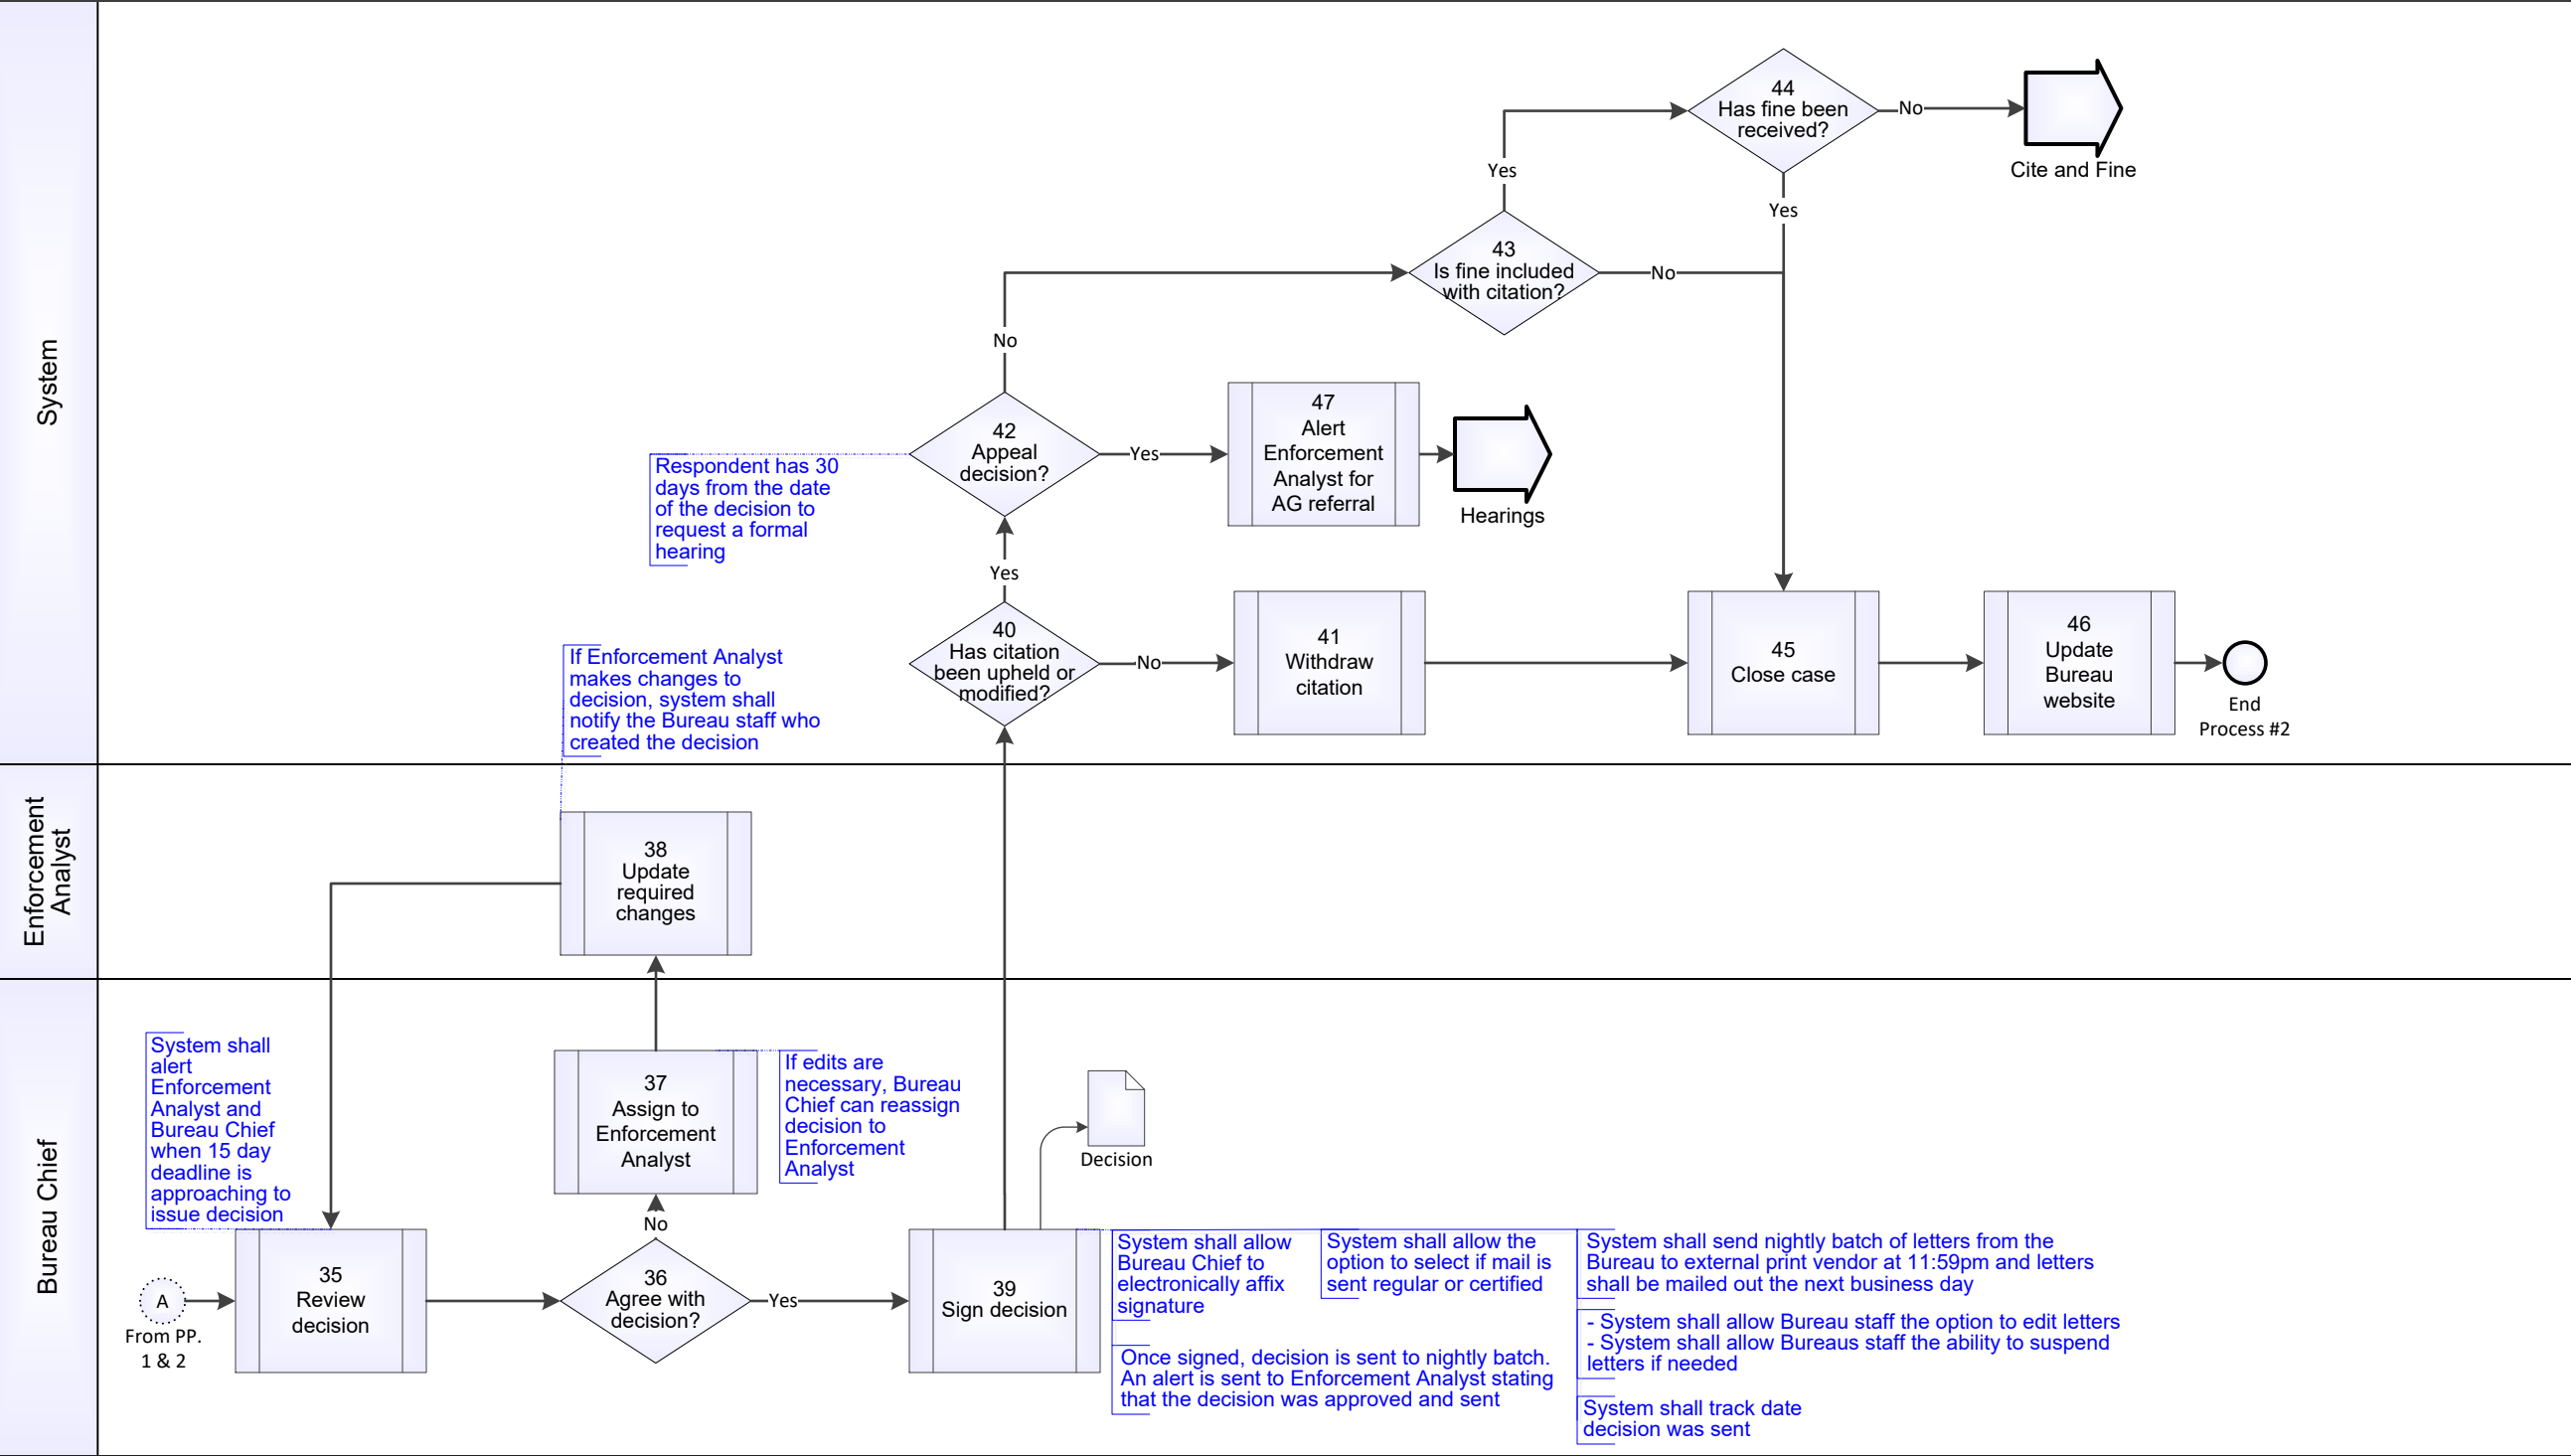 System
44
Has fine been
received?
No
Cite and Fine
Yes
Yes
43
Is fine included
with citation?
No
No
42
Appeal
decision?
Yes
47
Alert
Enforcement
Analyst for
AG referral
Hearings
Respondent has 30
days from the date
of the decision to
request a formal
hearing
Yes
40
Has citation
been upheld or
modified?
No
41
Withdraw
citation
45
Close case
46
Update
Bureau
website
End
Process #2
If Enforcement Analyst
makes changes to
decision, system shall
notify the Bureau staff who
created the decision
Enforcement
Analyst
38
Update
required
changes
Bureau Chief
System shall
alert
Enforcement
Analyst and
Bureau Chief
when 15 day
deadline is
approaching to
issue decision
37
Assign to
Enforcement
Analyst
If edits are
necessary, Bureau
Chief can reassign
decision to
Enforcement
Analyst
Decision
No
A
From PP.
1 & 2
35
Review
decision
36
Agree with
decision?
Yes
39
Sign decision
System shall allow
Bureau Chief to
electronically affix
signature
System shall allow the
option to select if mail is
sent regular or certified
System shall send nightly batch of letters from the
Bureau to external print vendor at 11:59pm and letters
shall be mailed out the next business day
- System shall allow Bureau staff the option to edit letters
- System shall allow Bureaus staff the ability to suspend
letters if needed
Once signed, decision is sent to nightly batch.
An alert is sent to Enforcement Analyst stating
that the decision was approved and sent
System shall track date
decision was sent